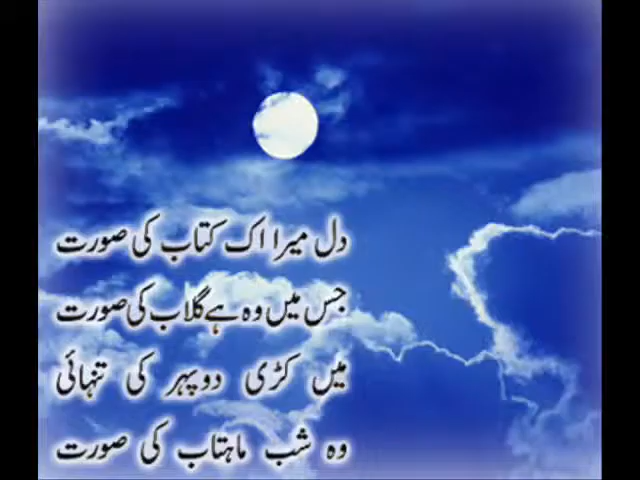 دل میرا اک کتاب کی صورت
جس میں وہ ہے گلاب کی صورت
میں کڑی دوپہر کی تنہائی
وہ شب ماہتاب کی صورت